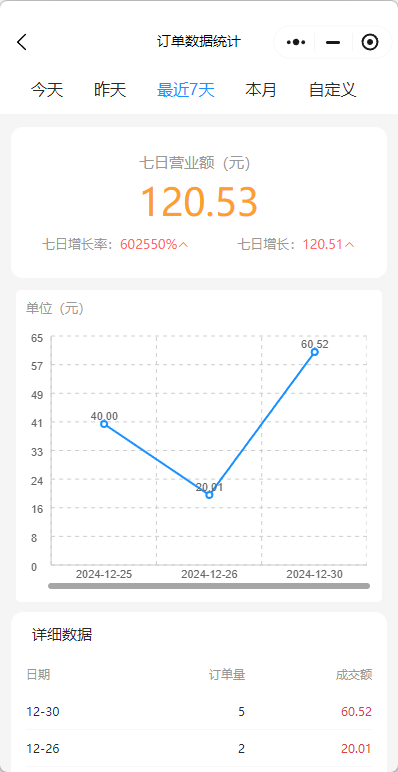 订单数据统计
今天 昨天 最近7天 本月 自定义
七日营业额（元）
120.53
七日增长率：602550% 七日增长：120.51
单位（元）
65
60.52
57
49
40.00
41
33
24
20.01
16
8
0
2024-12-25 2024-12-26 2024-12-30
详细数据
日期 订单量 成交额
12-30 5 60.52
12-26 2 20.01